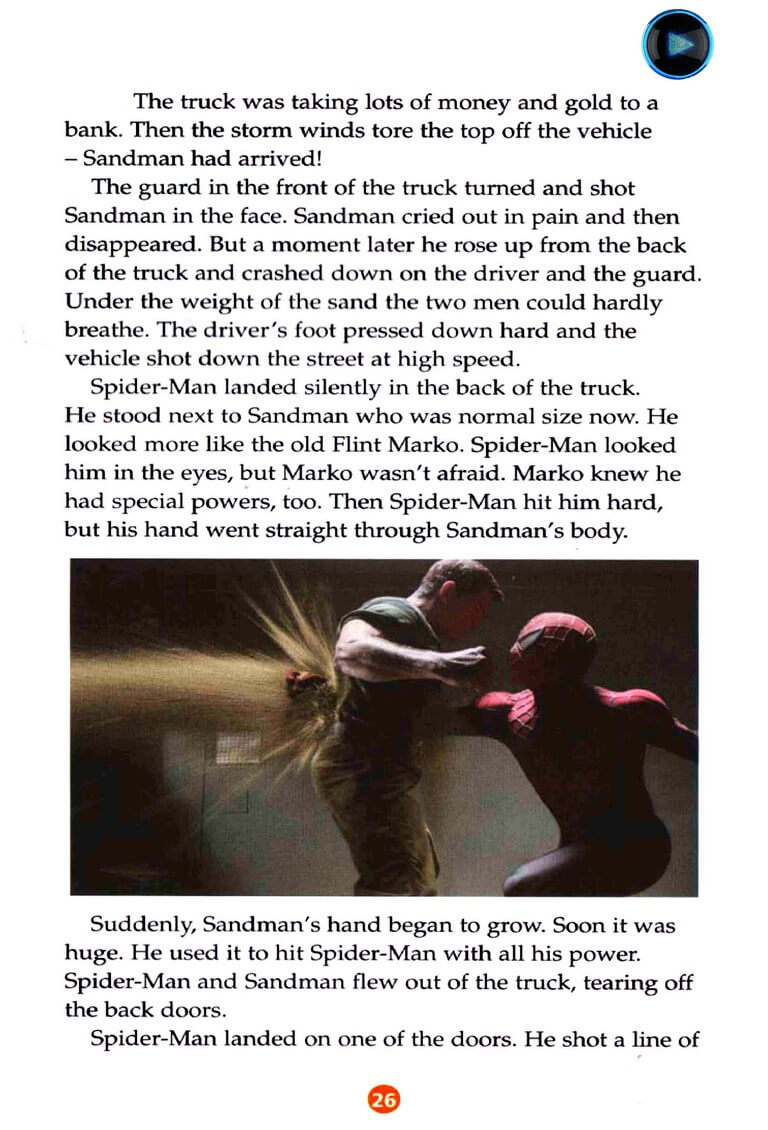 The truck was taking lots of money and gold to a
bank. Then the storm winds tore the top off the vehicle
– Sandman had arrived!
The guard in the front of the truck turned and shot
Sandman in the face. Sandman cried out in pain and then
disappeared. But a moment later he rose up from the back
of the truck and crashed down on the driver and the guard.
Under the weight of the sand the two men could hardly
breathe. The driver's foot pressed down hard and the
vehicle shot down the street at high speed.
Spider-Man landed silently in the back of the truck.
He stood next to Sandman who was normal size now. He
looked more like the old Flint Marko. Spider-Man looked
him in the eyes, but Marko wasn't afraid. Marko knew he
had special powers, too. Then Spider-Man hit him hard,
but his hand went straight through Sandman's body.
Suddenly, Sandman's hand began to grow. Soon it was
huge. He used it to hit Spider-Man with all his power.
Spider-Man and Sandman flew out of the truck, tearing off
the back doors.
Spider-Man landed on one of the doors. He shot a line of
26